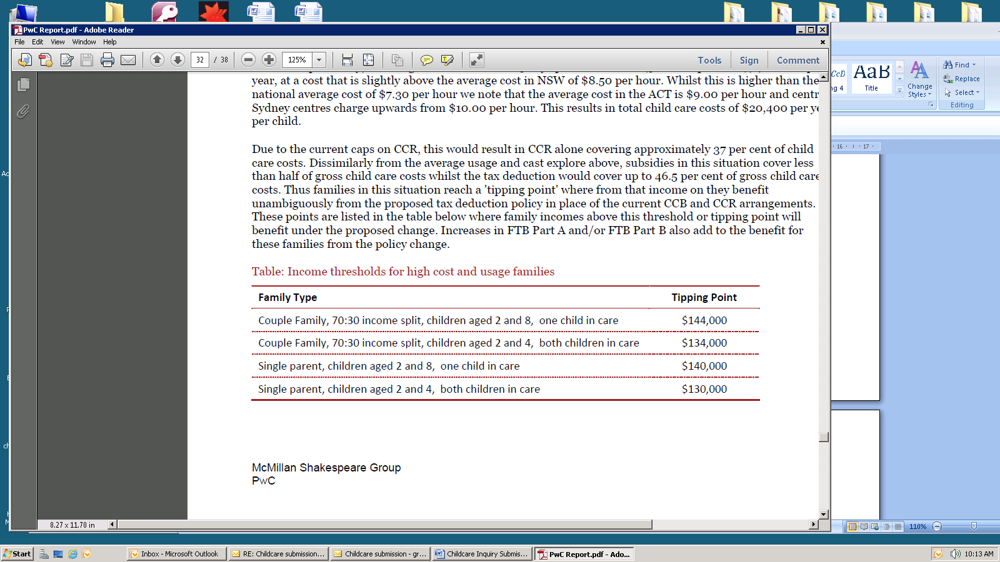 PwC Report.pdf - Adobe Reader
File Edit View Window Help
32 / 38 125% Tools Sign Comment
year, at a cost that is slightly above the average cost in NSW of $8.50 per hour. Whilst this is higher than the
national average cost of $7.30 per hour we note that the average cost in the ACT is $9.00 per hour and centr
Sydney centres charge upwards from $10.00 per hour. This results in total child care costs of $20,400 per ye
per child.
Due to the current caps on CCR, this would result in CCR alone covering approximately 37 per cent of child
care costs. Dissimilarly from the average usage and cast explore above, subsidies in this situation cover less
than half of gross child care costs whilst the tax deduction would cover up to 46.5 per cent of gross child care
costs. Thus families in this situation reach a 'tipping point' where from that income on they benefit
unambiguously from the proposed tax deduction policy in place of the current CCB and CCR arrangements.
These points are listed in the table below where family incomes above this threshold or tipping point will
benefit under the proposed change. Increases in FTB Part A and/or FTB Part B also add to the benefit for
these families from the policy change.
Table: Income thresholds for high cost and usage families
Family Type Tipping Point
Couple Family, 70:30 income split, children aged 2 and 8, one child in care $144,000
Couple Family, 70:30 income split, children aged 2 and 4, both children in care $134,000
Single parent, children aged 2 and 8, one child in care $140,000
Single parent, children aged 2 and 4, both children in care $130,000
McMillan Shakespeare Group
PwC
8.27 x 11.70 in
CcD AaB
ng 4 Title
Change
Styles
Find
Replace
Select
Editing
16 17
110%
Start Inbox - Microsoft Outlook RE: Childcare submission... Childcare submission - gr... Childcare Inquiry Submis... PwC Report.pdf - Ado... 10:13 AM